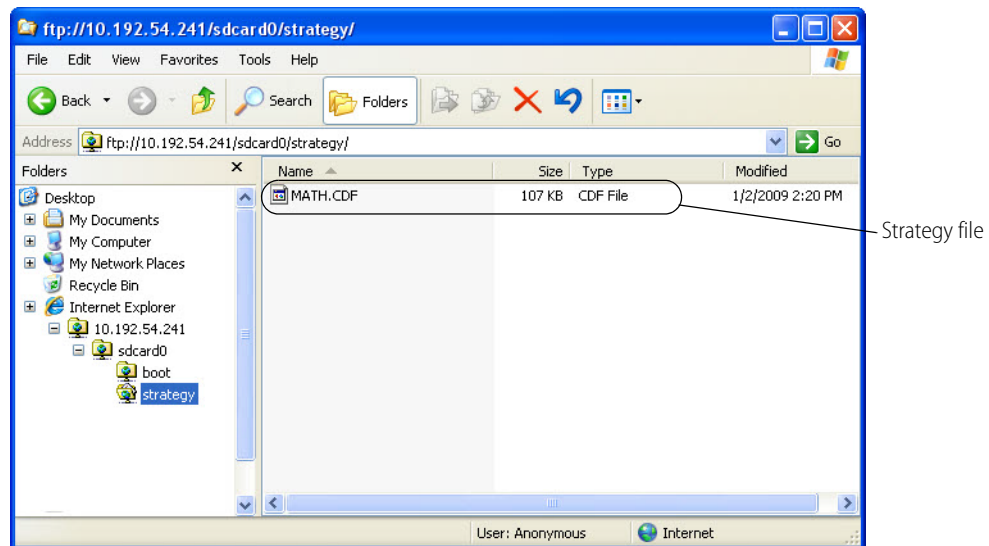 ftp://10.192.54.241/sdcard0/strategy/
File Edit View Favorites Tools Help
Back Search Folders
Address ftp://10.192.54.241/sdcard0/strategy/ Go
Folders x Name Size Type Modified
Desktop MATH.CDF 107 KB CDF File 1/2/2009 2:20 PM
My Documents
My Computer
Strategy file
My Network Places
Recycle Bin
Internet Explorer
10.192.54.241
sdcard0
boot
strategy
User: Anonymous Internet